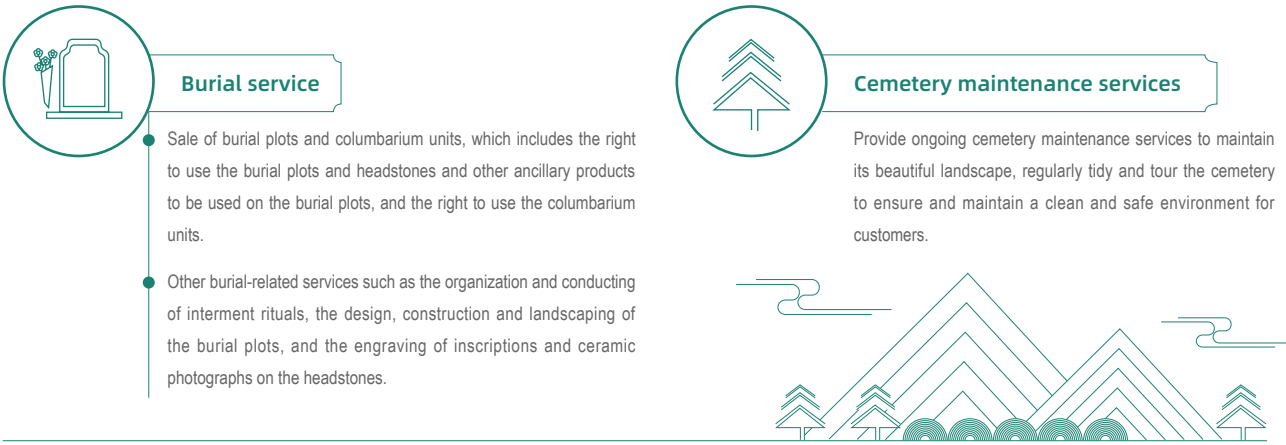 Burial service
Sale of burial plots and columbarium units, which includes the right
to use the burial plots and headstones and other ancillary products
to be used on the burial plots, and the right to use the columbarium
units.
Other burial-related services such as the organization and conducting
of interment rituals, the design, construction and landscaping of
the burial plots, and the engraving of inscriptions and ceramic
photographs on the headstones.
Cemetery maintenance services
Provide ongoing cemetery maintenance services to maintain
its beautiful landscape, regularly tidy and tour the cemetery
to ensure and maintain a clean and safe environment for
customers.